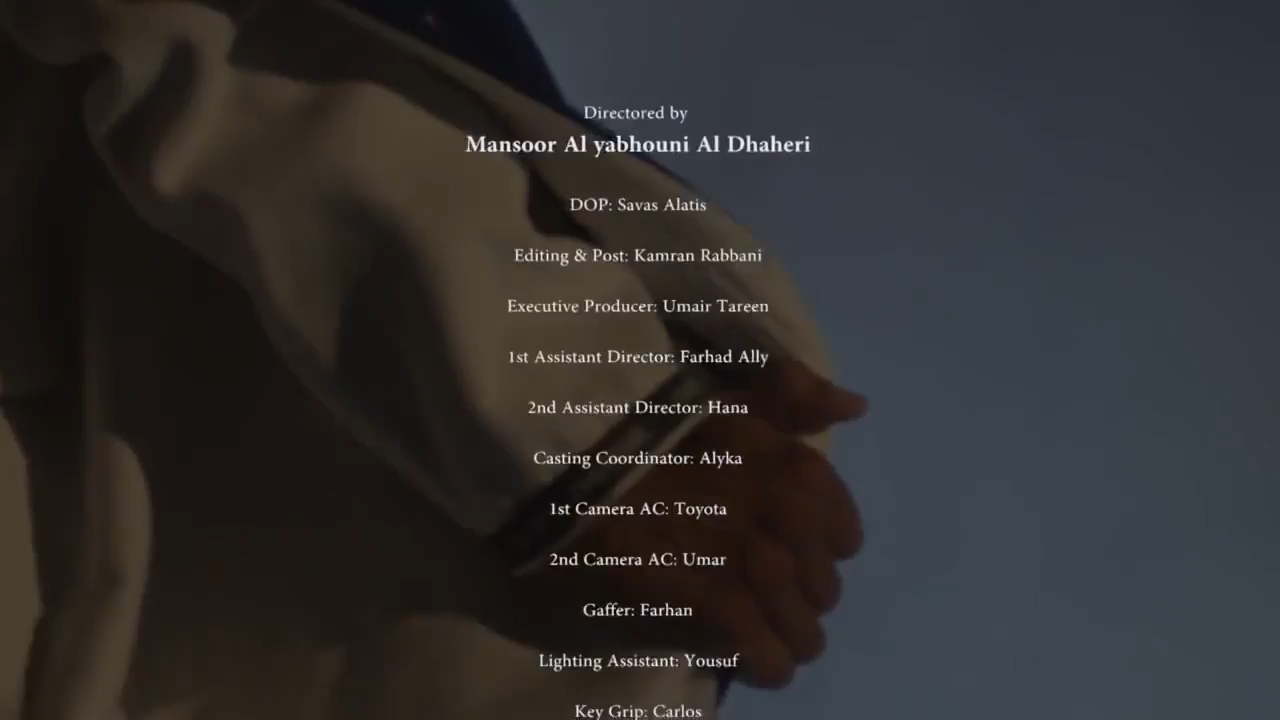 Directored by
Mansoor Al yabhouni Al Dhaheri
DOP: Savas Alatis
Editing & Post: Kamran Rabbani
Executive Producer: Umair Tareen
1st Assistant Director: Farhad Ally
2nd Assistant Director: Hana
Casting Coordinator: Alyka
1st Camera AC: Toyota
2nd Camera AC: Umar
Gaffer: Farhan
Lighting Assistant: Yousuf
Key Grip: Carlos